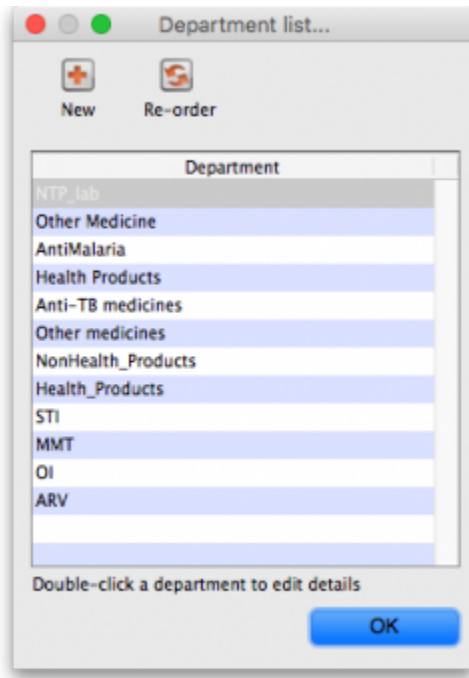 Department list...
New Re-order
Department
NTP_lab
Other Medicine
AntiMalaria
Health Products
Anti-TB medicines
Other medicines
NonHealth_Products
Health_Products
STI
MMT
OI
ARV
Double-click a department to edit details
OK